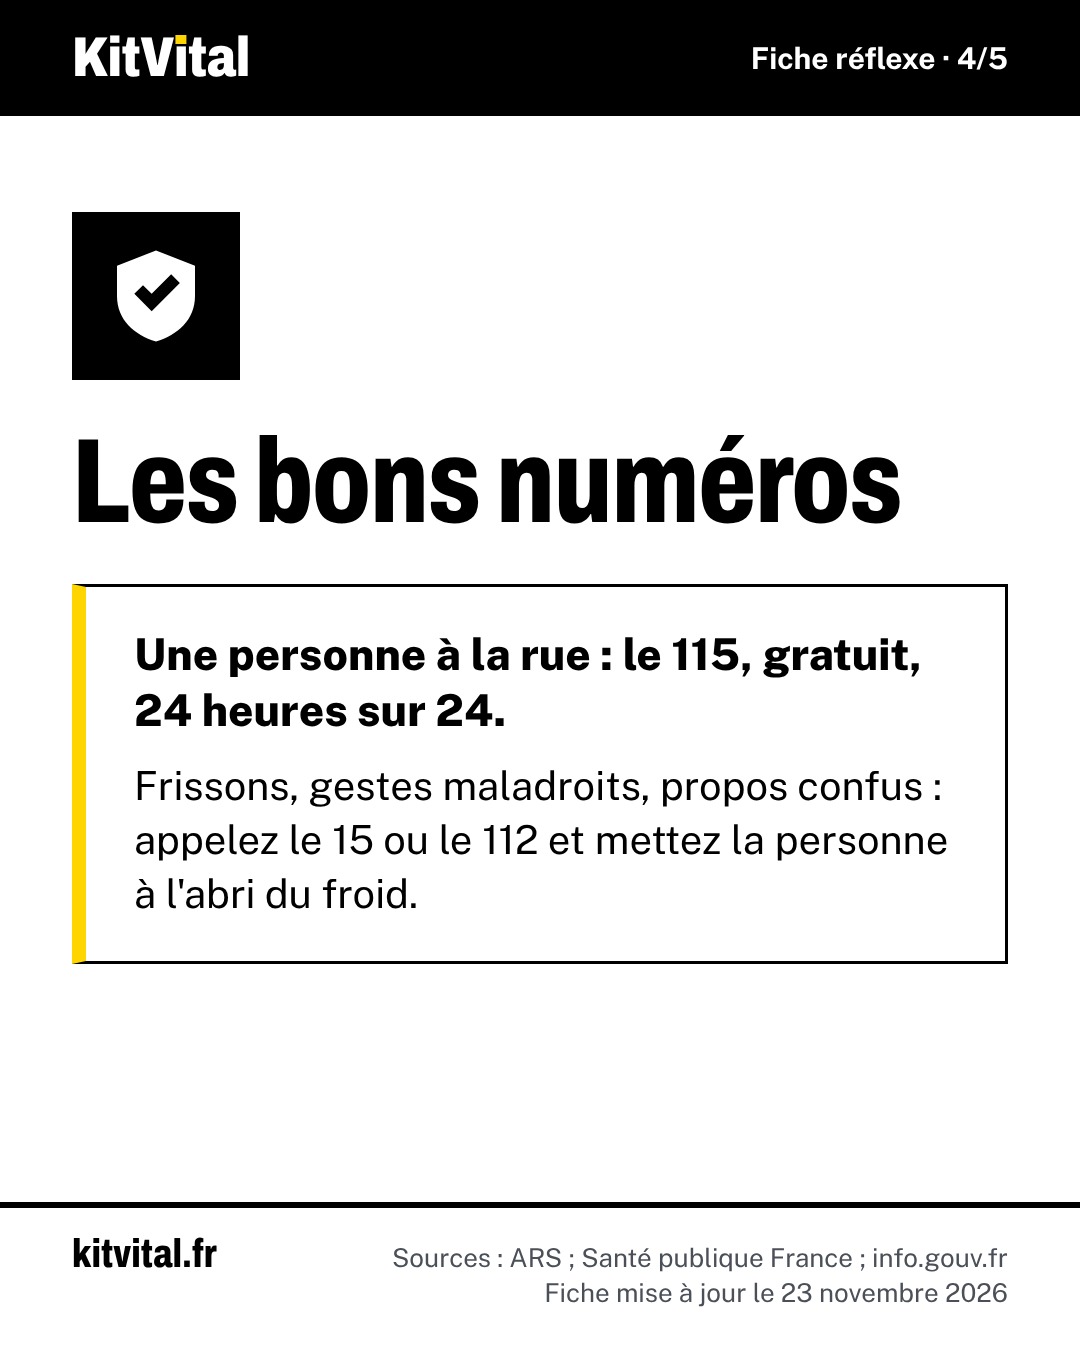 KitVital
Fiche réflexe · 4/5
Les bons numéros
Une personne à la rue : le 115, gratuit,
24 heures sur 24.
Frissons, gestes maladroits, propos confus :
appelez le 15 ou le 112 et mettez la personne
à l'abri du froid.
kitvital.fr
Sources : ARS ; Santé publique France ; info.gouv.fr
Fiche mise à jour le 23 novembre 2026